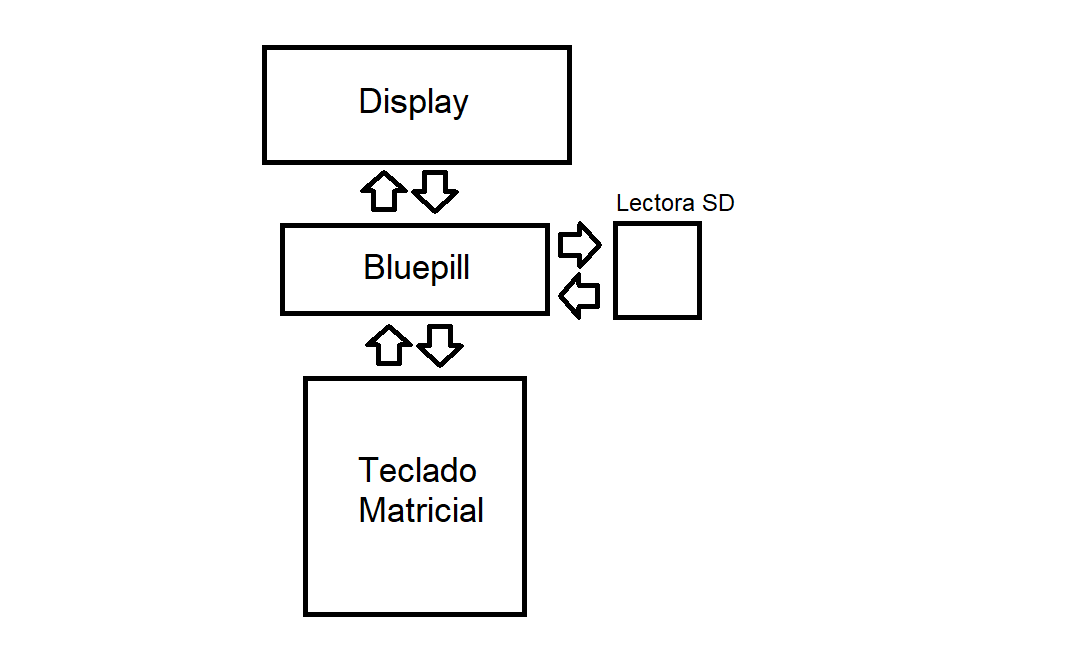 Display
Lectora SD
Bluepill
Teclado
Matricial